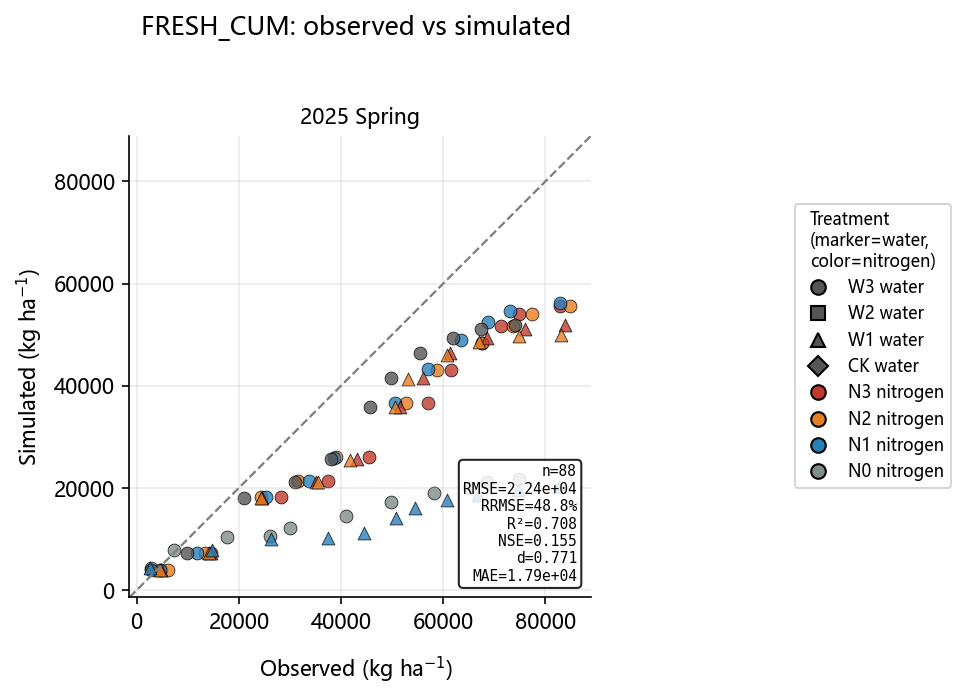 FRESH_CUM: observed vs simulated
2025 Spring
80000
60000
40000
20000
0
Simulated (kg ha⁻¹)
0 20000 40000 60000 80000
Observed (kg ha⁻¹)
n=88
RMSE=2.24e+04
RRMSE=48.8%
R²=0.708
NSE=0.155
d=0.771
MAE=1.79e+04
Treatment
(marker=water,
color=nitrogen)
W3 water
W2 water
W1 water
CK water
N3 nitrogen
N2 nitrogen
N1 nitrogen
N0 nitrogen